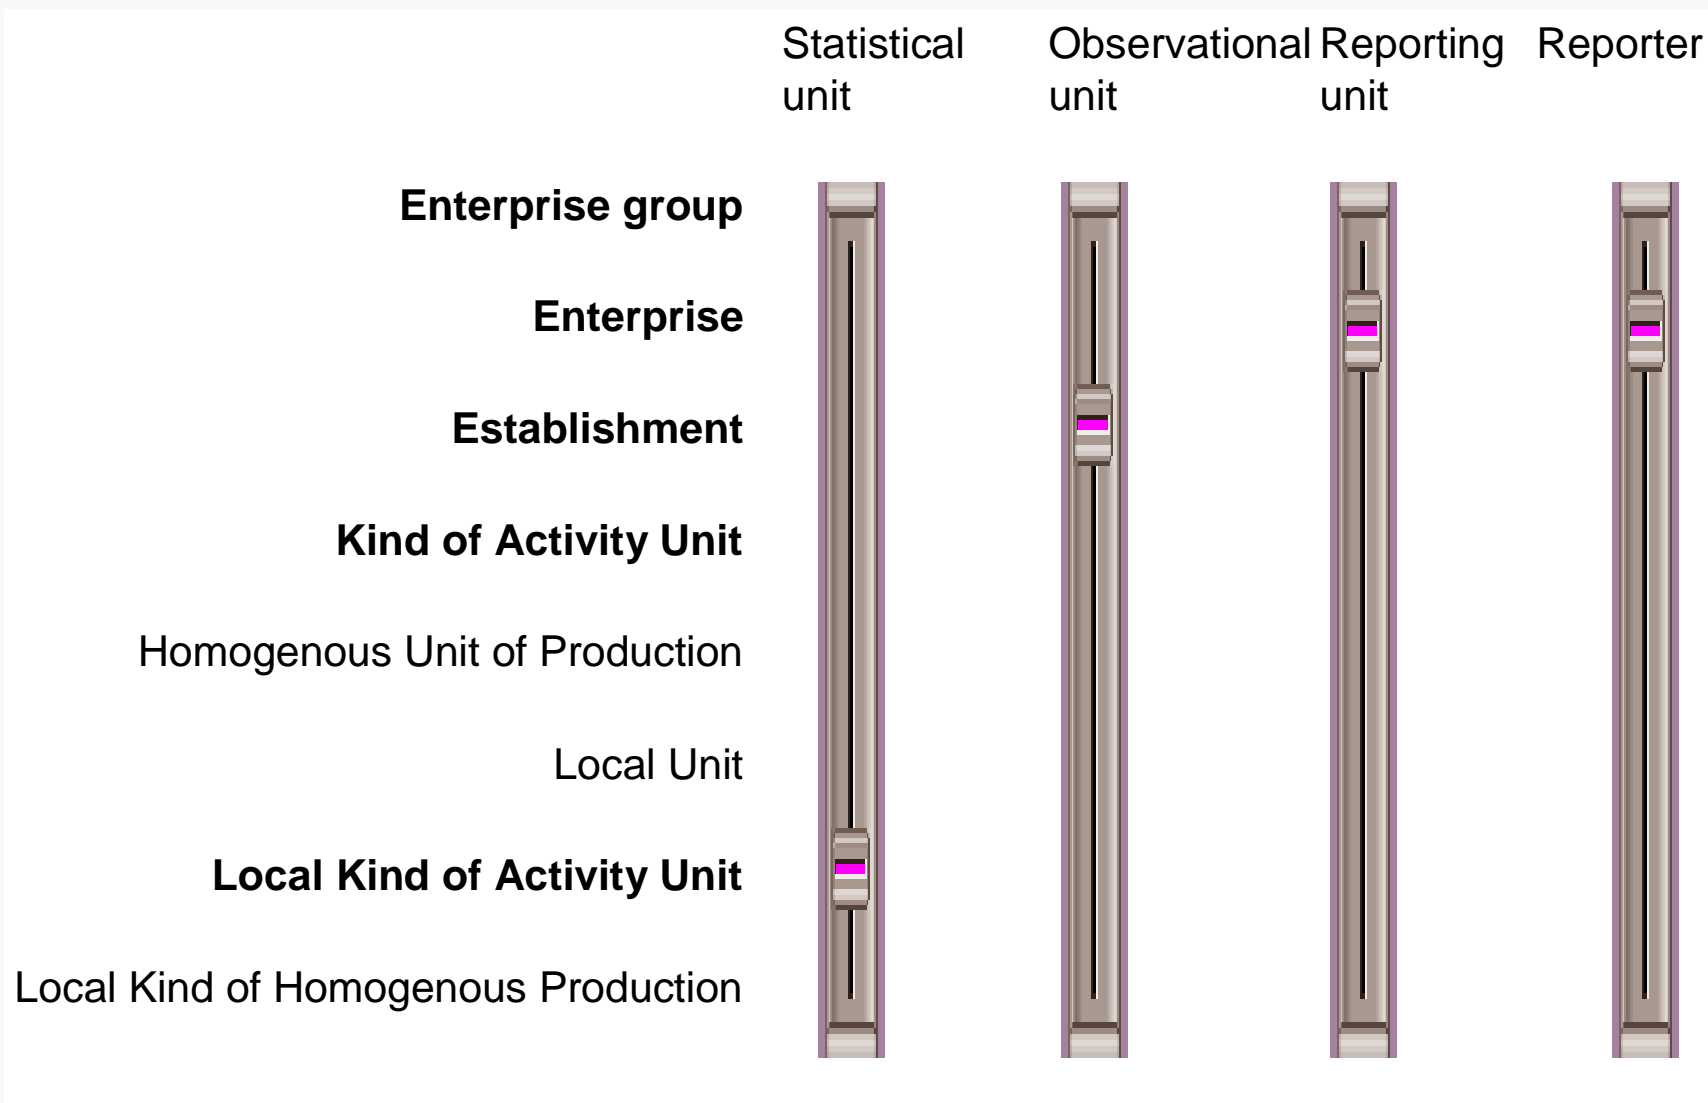 Statistical unit
Observational unit
Reporting unit
Reporter
Enterprise group
Enterprise
Establishment
Kind of Activity Unit
Homogenous Unit of Production
Local Unit
Local Kind of Activity Unit
Local Kind of Homogenous Production